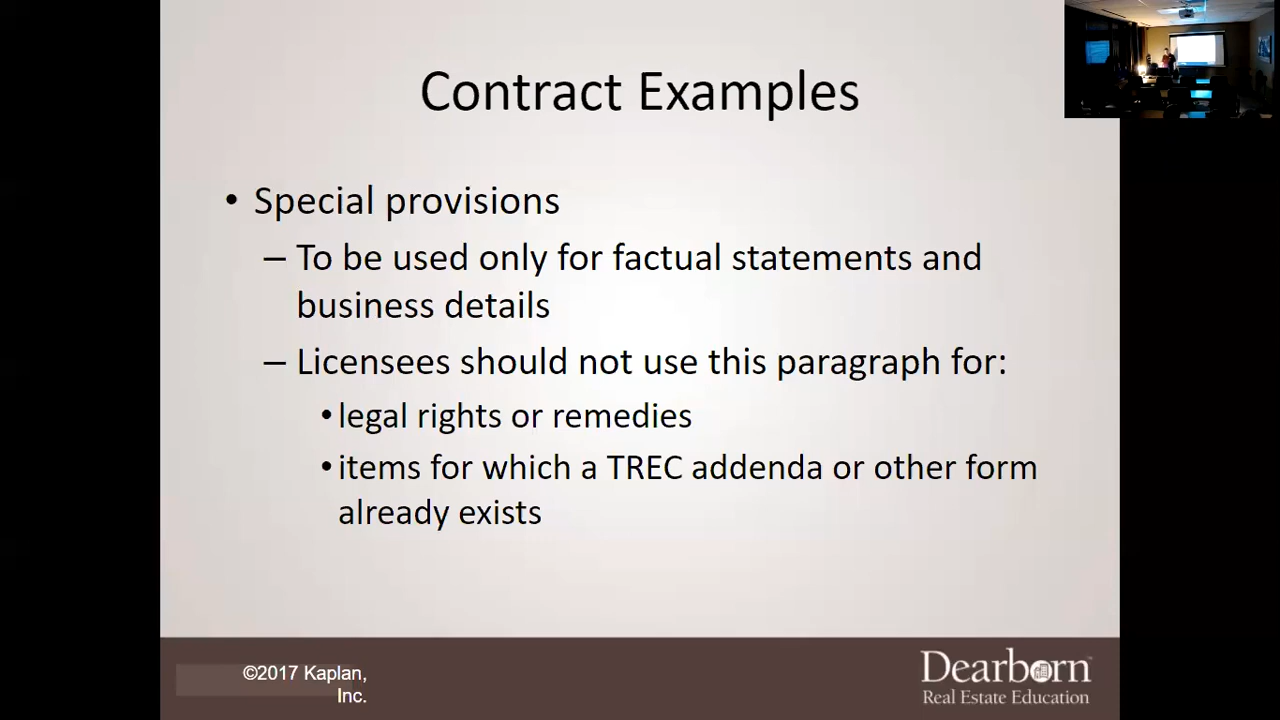 Contract Examples
• Special provisions
– To be used only for factual statements and
business details
– Licensees should not use this paragraph for:
• legal rights or remedies
• items for which a TREC addenda or other form
already exists
©2017 Kaplan,
Inc.
Dearborn™
Real Estate Education